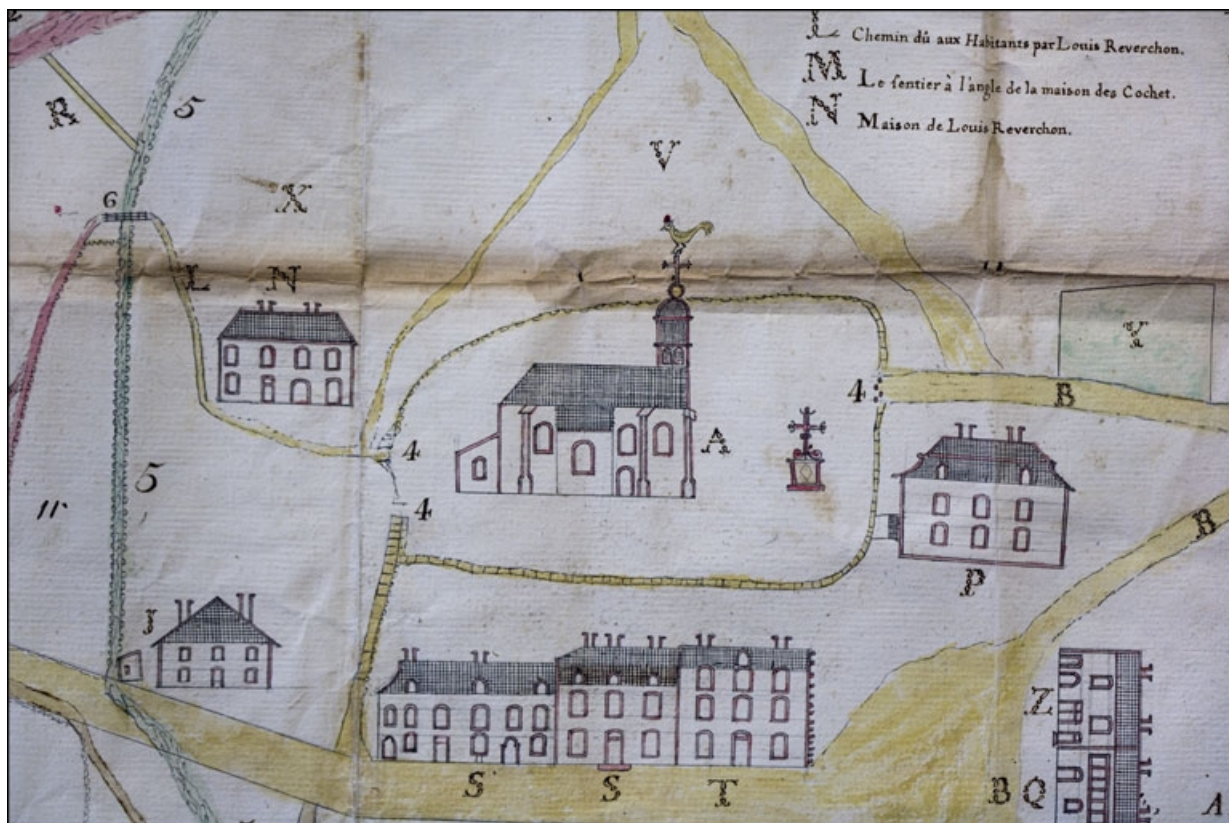 L Chemin dû aux Habitants par Louis Reverchon.
M Le sentier à l'angle de la maison des Cochet.
N Maison de Louis Reverchon.
R 5
V
6 X
L N
Y
4 B
4 A
5
11
4 B
P
J
Z
S S T B Q A